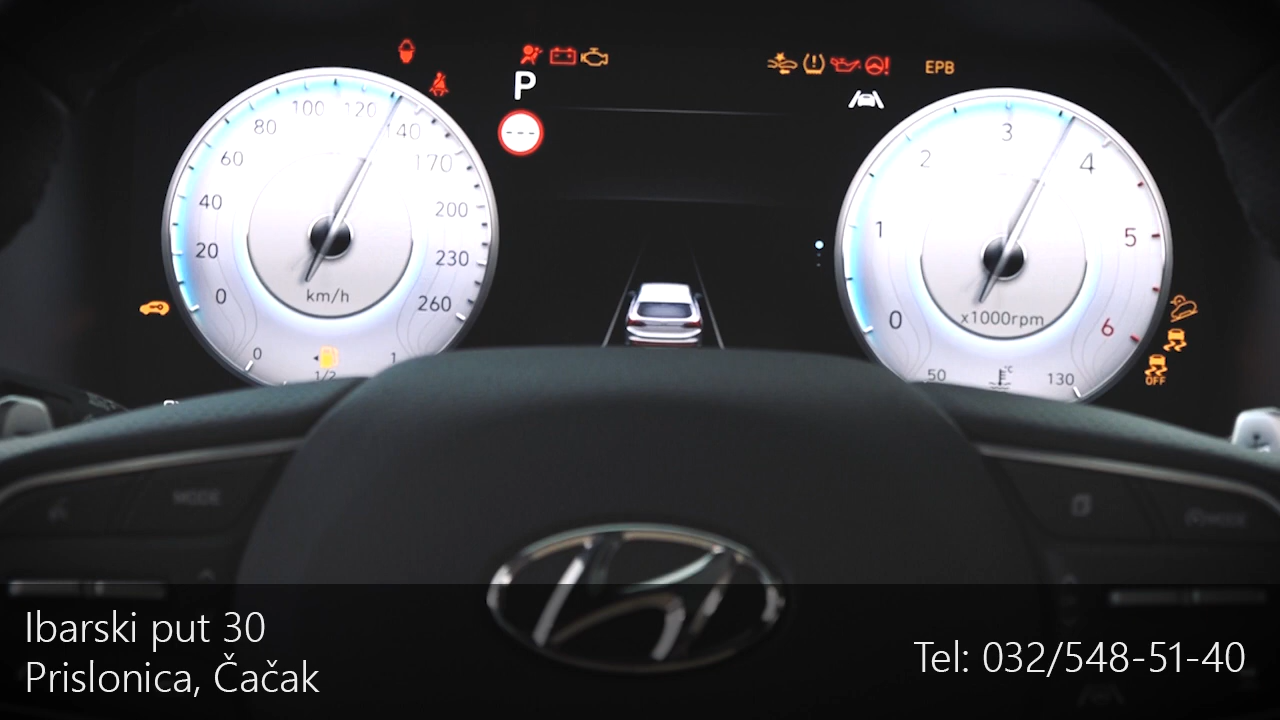 P
EPB
---
0
20
40
60
80
100
120
140
170
200
230
260
km/h
0
1/2
1
0
1
2
3
4
5
6
x1000rpm
50
°C
130
OFF
MODE
MODE
Ibarski put 30
Prislonica, Čačak
Tel: 032/548-51-40